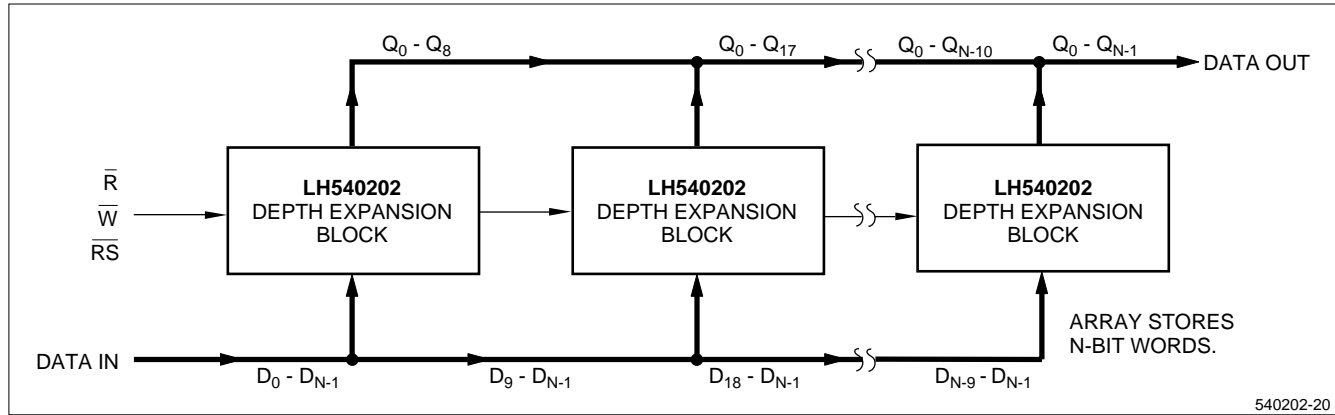 Q0 - Q8
Q0 - Q17
Q0 - QN-10
Q0 - QN-1
DATA OUT
R̅
W̅
R̅S̅
LH540202
DEPTH EXPANSION
BLOCK
LH540202
DEPTH EXPANSION
BLOCK
LH540202
DEPTH EXPANSION
BLOCK
ARRAY STORES
N-BIT WORDS.
DATA IN
D0 - DN-1
D9 - DN-1
D18 - DN-1
DN-9 - DN-1
540202-20